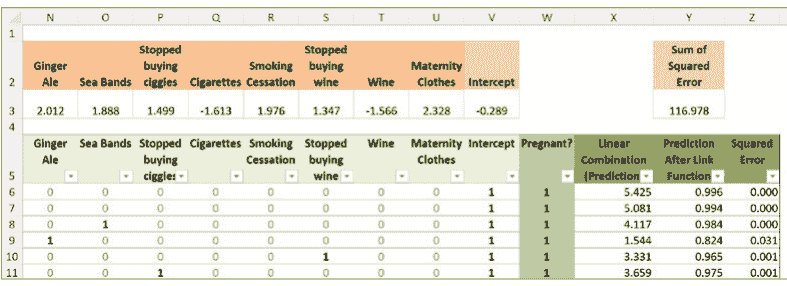 N O P Q R S T U V W X Y Z
1
Stopped Stopped Sum of
Ginger buying Smoking buying Maternity Squared
2 Ale Sea Bands ciggies Cigarettes Cessation wine Wine Clothes Intercept Error
3 2.012 1.888 1.499 -1.613 1.976 1.347 -1.566 2.328 -0.289 116.978
4
Ginger Sea Bands Stopped Cigarettes Smoking Stopped Wine Maternity Intercept Pregnant? Linear Prediction Squared
Ale buying Cessation buying Clothes Combination After Link Error
5 ciggies wine (Prediction Function
6 0 0 0 0 0 0 0 0 1 1 5.425 0.996 0.000
7 0 0 0 0 0 0 0 0 1 1 5.081 0.994 0.000
8 0 1 0 0 0 0 0 0 1 1 4.117 0.984 0.000
9 1 0 0 0 0 0 0 0 1 1 1.544 0.824 0.031
10 0 0 0 0 0 1 0 0 1 1 3.331 0.965 0.001
11 0 0 1 0 0 0 0 0 1 1 3.659 0.975 0.001